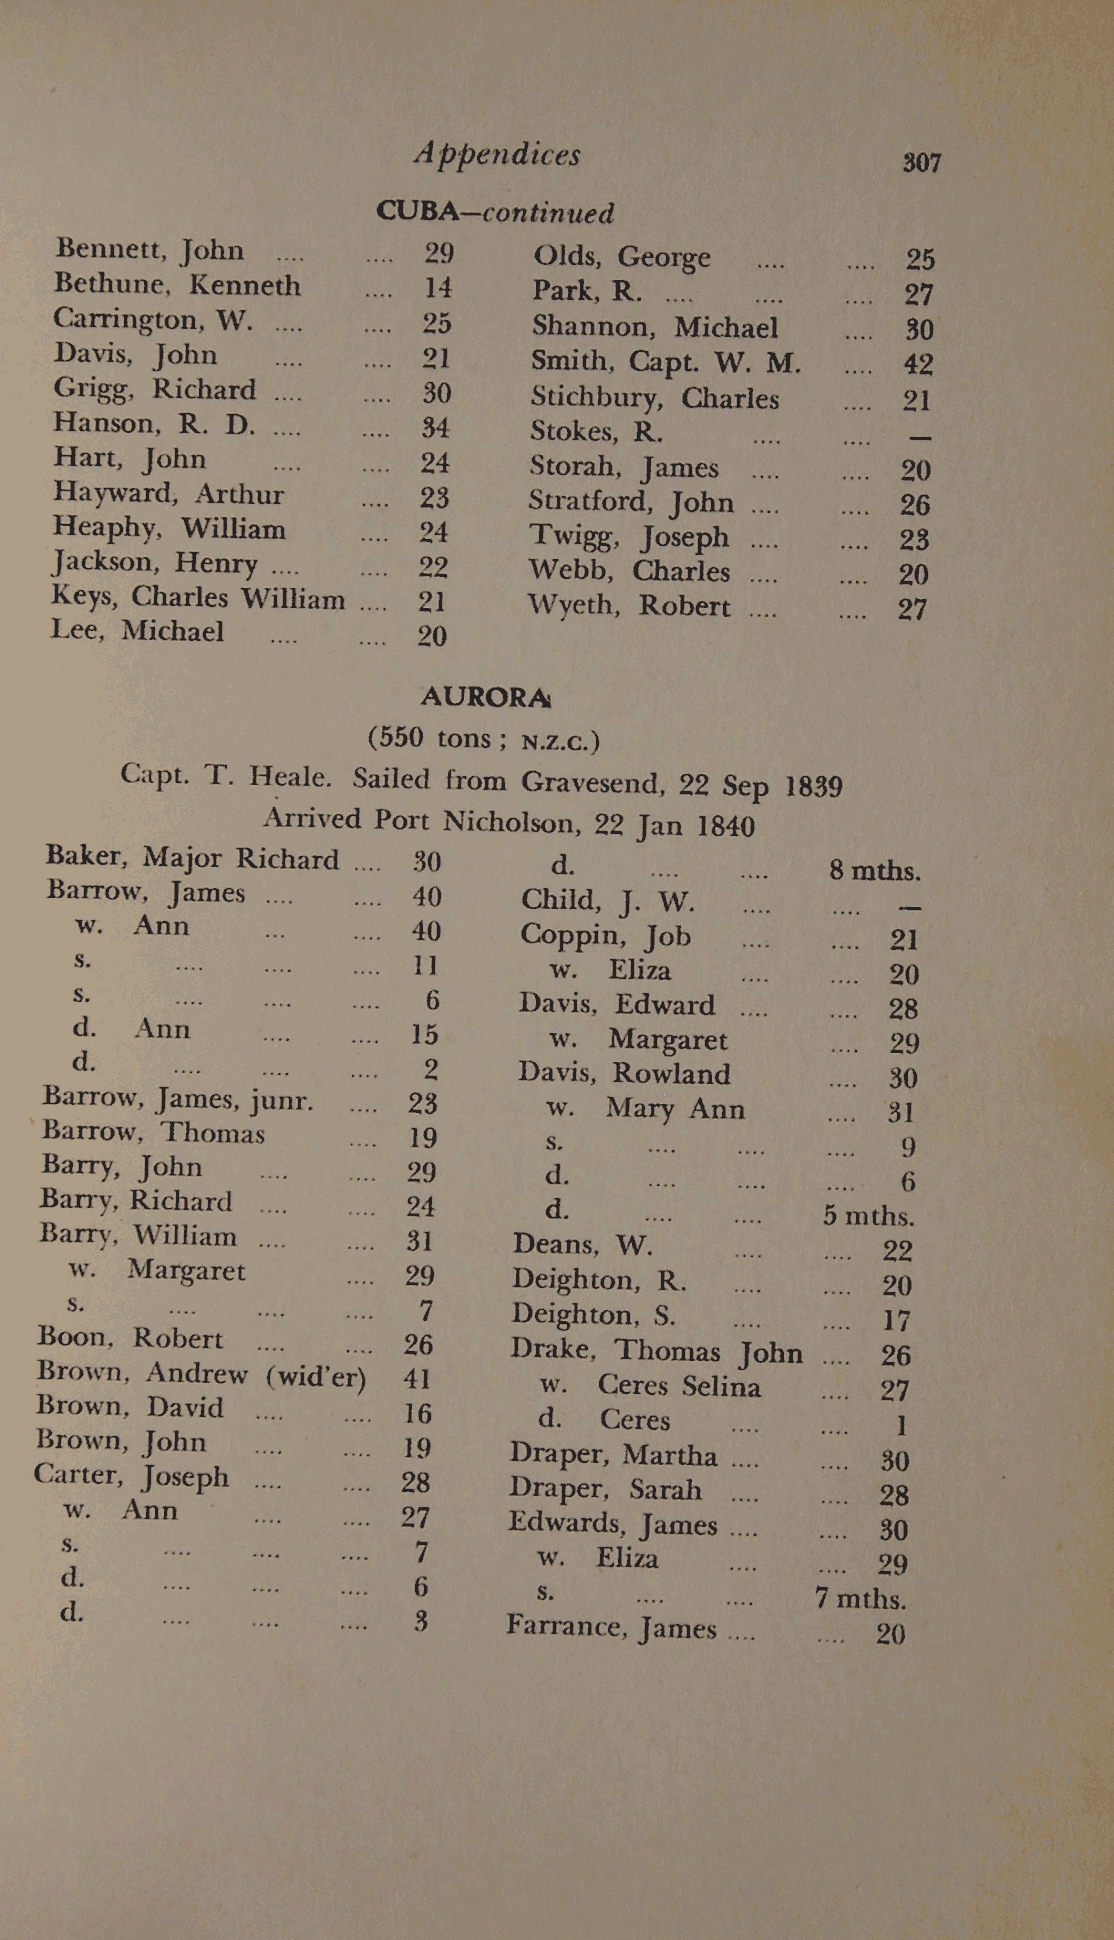 Appendices 307
CUBA—continued
Bennett, John .... .... 29
Bethune, Kenneth .... 14
Carrington, W. .... .... 25
Davis, John .... .... 21
Grigg, Richard .... .... 30
Hanson, R. D. .... .... 34
Hart, John .... .... 24
Hayward, Arthur .... 23
Heaphy, William .... 24
Jackson, Henry .... .... 22
Keys, Charles William .... 21
Lee, Michael .... .... 20
Olds, George .... .... 25
Park, R. .... .... .... 27
Shannon, Michael .... 30
Smith, Capt. W. M. .... 42
Stichbury, Charles .... 21
Stokes, R. .... .... —
Storah, James .... .... 20
Stratford, John .... .... 26
Twigg, Joseph .... .... 23
Webb, Charles .... .... 20
Wyeth, Robert .... .... 27
AURORA
(550 tons ; N.Z.C.)
Capt. T. Heale. Sailed from Gravesend, 22 Sep 1839
Arrived Port Nicholson, 22 Jan 1840
Baker, Major Richard .... 30
Barrow, James .... .... 40
w. Ann ... .... 40
s. .... .... .... 11
s. .... .... .... 6
d. Ann .... .... 15
d. .... .... .... 2
Barrow, James, junr. .... 23
Barrow, Thomas .... 19
Barry, John .... .... 29
Barry, Richard .... .... 24
Barry, William .... .... 31
w. Margaret .... 29
s. .... .... .... 7
Boon, Robert .... .... 26
Brown, Andrew (wid'er) 41
Brown, David .... .... 16
Brown, John .... .... 19
Carter, Joseph .... .... 28
w. Ann .... .... 27
s. .... .... .... 7
d. .... .... .... 6
d. .... .... .... 3
d. .... .... 8 mths.
Child, J. W. .... .... —
Coppin, Job .... .... 21
w. Eliza .... .... 20
Davis, Edward .... .... 28
w. Margaret .... 29
Davis, Rowland .... 30
w. Mary Ann .... 31
s. .... .... .... 9
d. .... .... .... 6
d. .... .... 5 mths.
Deans, W. .... .... 22
Deighton, R. .... .... 20
Deighton, S. .... .... 17
Drake, Thomas John .... 26
w. Ceres Selina .... 27
d. Ceres .... .... 1
Draper, Martha .... .... 30
Draper, Sarah .... .... 28
Edwards, James .... .... 30
w. Eliza .... .... 29
s. .... .... 7 mths.
Farrance, James .... .... 20